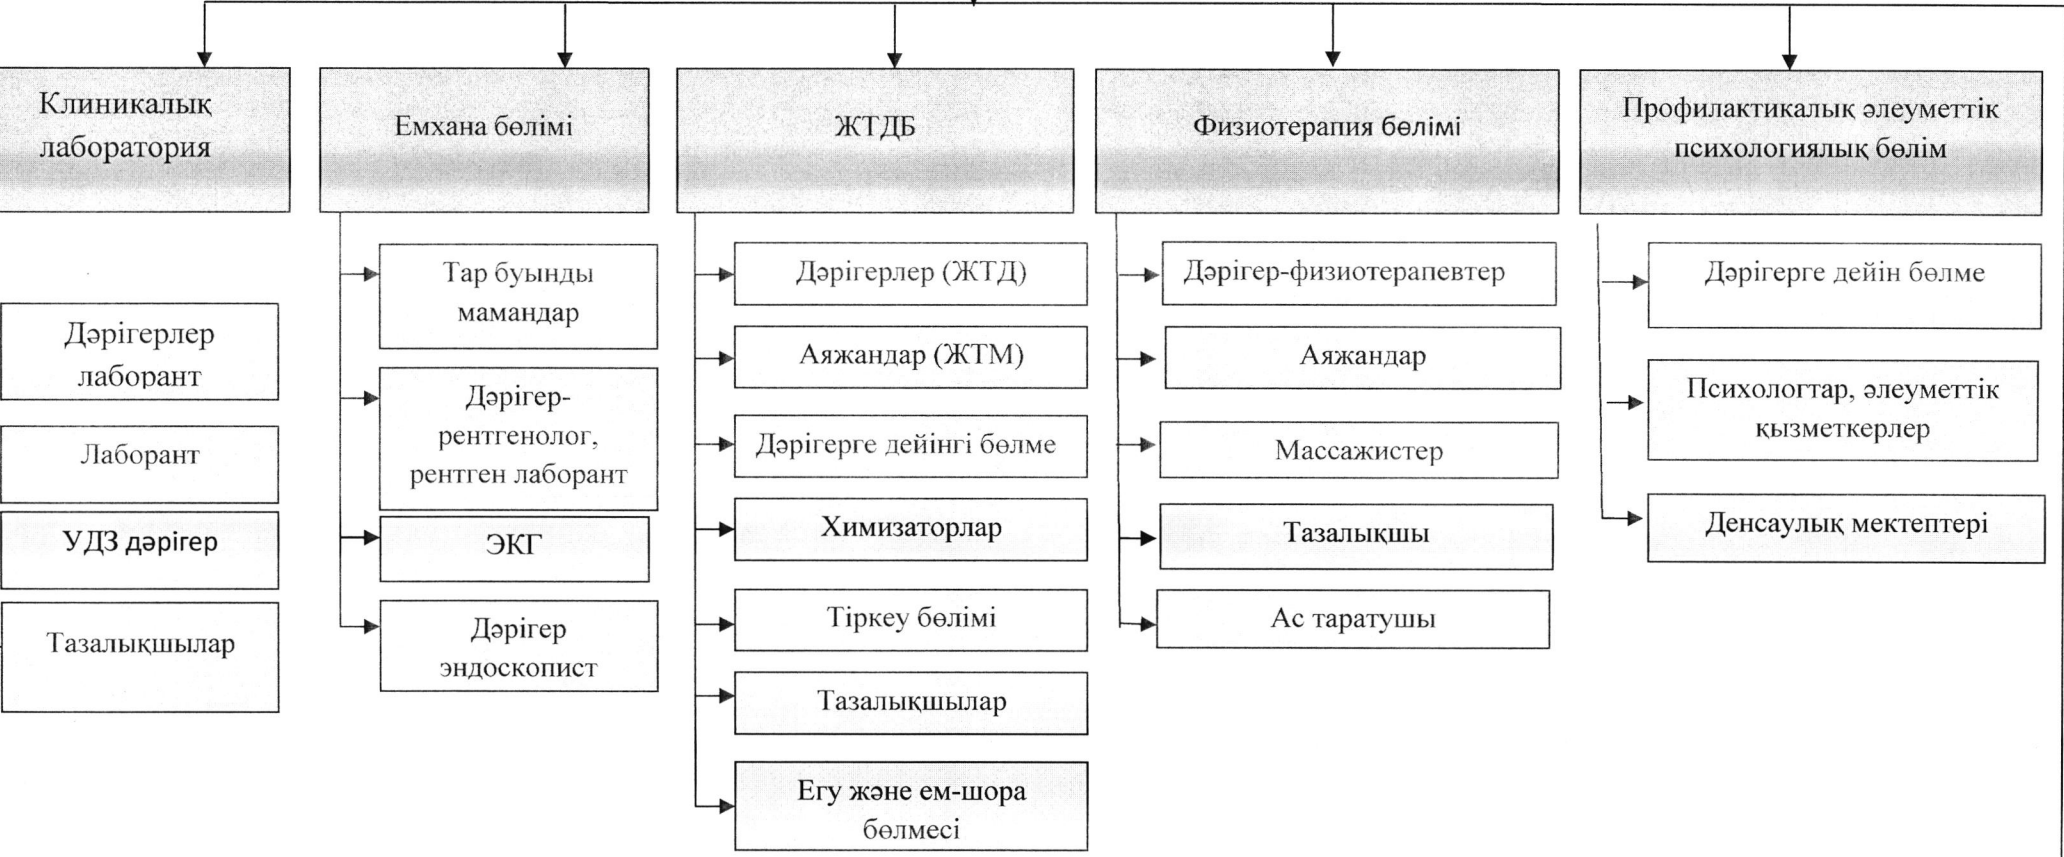 Клиникалық
лаборатория
Дәрігерлер
лаборант
Лаборант
УДЗ дәрігер
Тазалықшылар
Емхана бөлімі
Тар буынды
мамандар
Дәрігер-
рентгенолог,
рентген лаборант
ЭКГ
Дәрігер
эндоскопист
ЖТДБ
Дәрігерлер (ЖТД)
Аяжандар (ЖТМ)
Дәрігерге дейінгі бөлме
Химизаторлар
Тіркеу бөлімі
Тазалықшылар
Егу және ем-шора
бөлмесі
Физиотерапия бөлімі
Дәрігер-физиотерапевтер
Аяжандар
Массажистер
Тазалықшы
Ас таратушы
Профилактикалық әлеуметтік
психологиялық бөлім
Дәрігерге дейін бөлме
Психологтар, әлеуметтік
қызметкерлер
Денсаулық мектептері